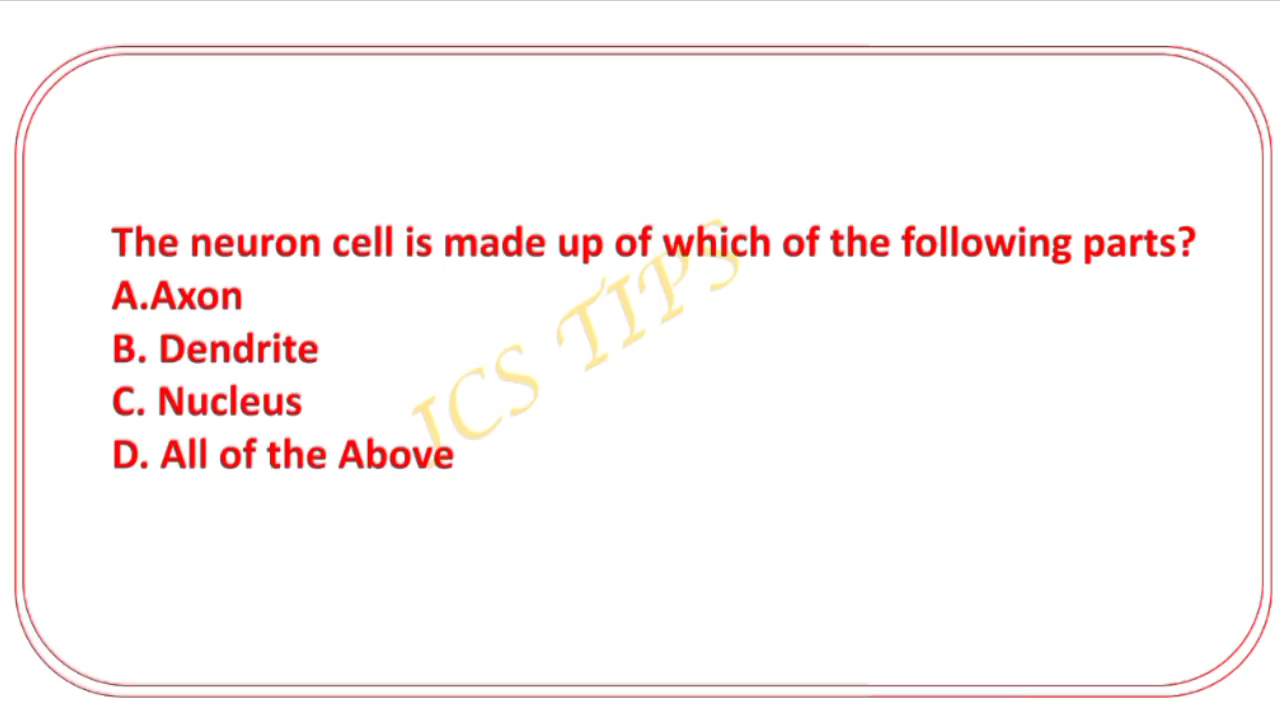 The neuron cell is made up of which of the following parts?
A.Axon
B. Dendrite
C. Nucleus
D. All of the Above
JCS TIPS